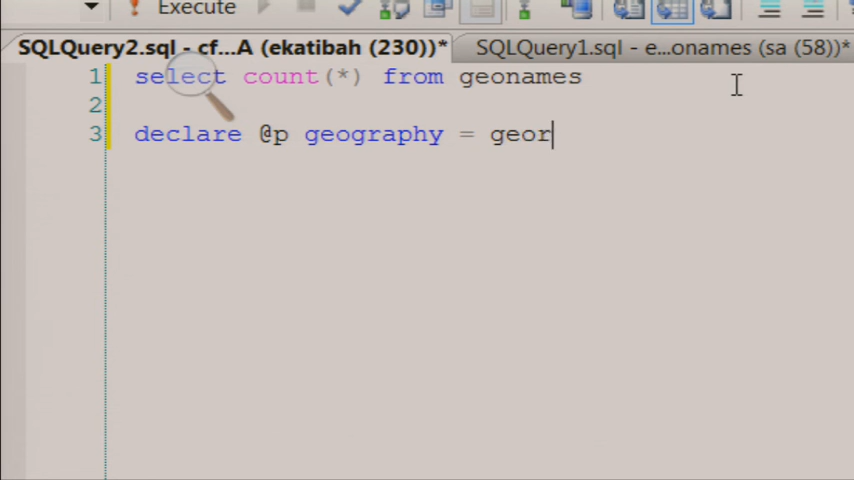 Execute
SQLQuery2.sql - cf...A (ekatibah (230))* SQLQuery1.sql - e...onames (sa (58))*
1 select count(*) from geonames
2
3 declare @p geography = geor